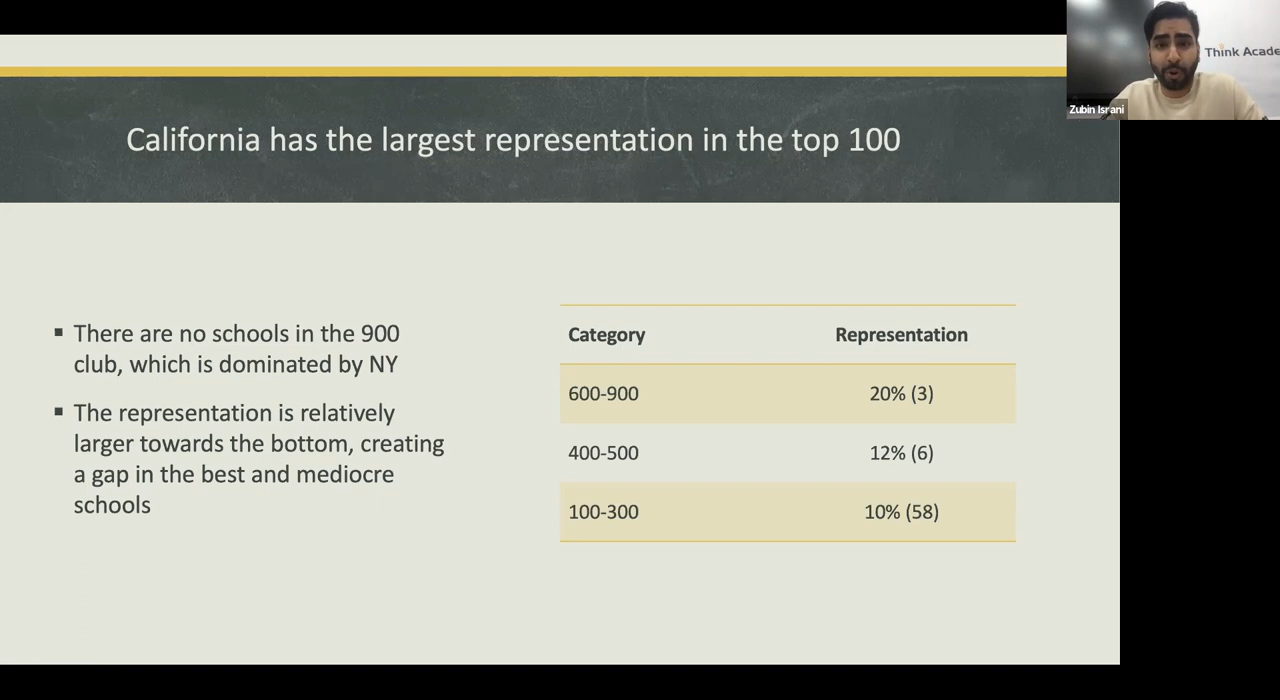 California has the largest representation in the top 100
Think Acade
Zubin Israni
▪ There are no schools in the 900
club, which is dominated by NY
▪ The representation is relatively
larger towards the bottom, creating
a gap in the best and mediocre
schools
Category Representation
600-900 20% (3)
400-500 12% (6)
100-300 10% (58)